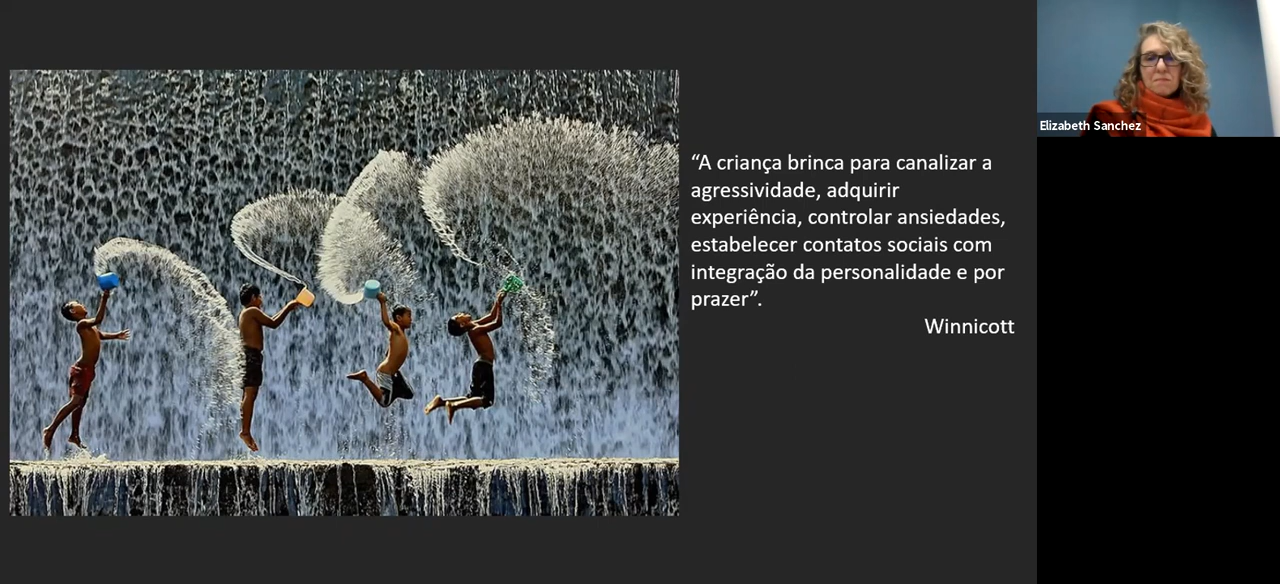 “A criança brinca para canalizar a
agressividade, adquirir
experiência, controlar ansiedades,
estabelecer contatos sociais com
integração da personalidade e por
prazer”.
Winnicott
Elizabeth Sanchez